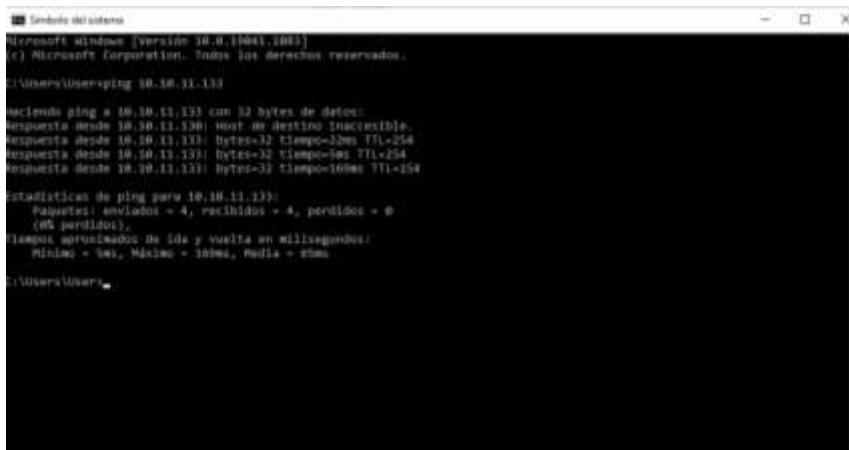 Símbolo del sistema
Microsoft Windows [Versión 10.0.19041.1083]
(c) Microsoft Corporation. Todos los derechos reservados.
C:\Users\User>ping 10.10.11.133
Haciendo ping a 10.10.11.133 con 32 bytes de datos:
Respuesta desde 10.10.11.130: Host de destino inaccesible.
Respuesta desde 10.10.11.133: bytes=32 tiempo=22ms TTL=254
Respuesta desde 10.10.11.133: bytes=32 tiempo=5ms TTL=254
Respuesta desde 10.10.11.133: bytes=32 tiempo=169ms TTL=254
Estadísticas de ping para 10.10.11.133:
Paquetes: enviados = 4, recibidos = 4, perdidos = 0
(0% perdidos),
Tiempos aproximados de ida y vuelta en milisegundos:
Mínimo = 5ms, Máximo = 169ms, Media =
C:\Users\User>